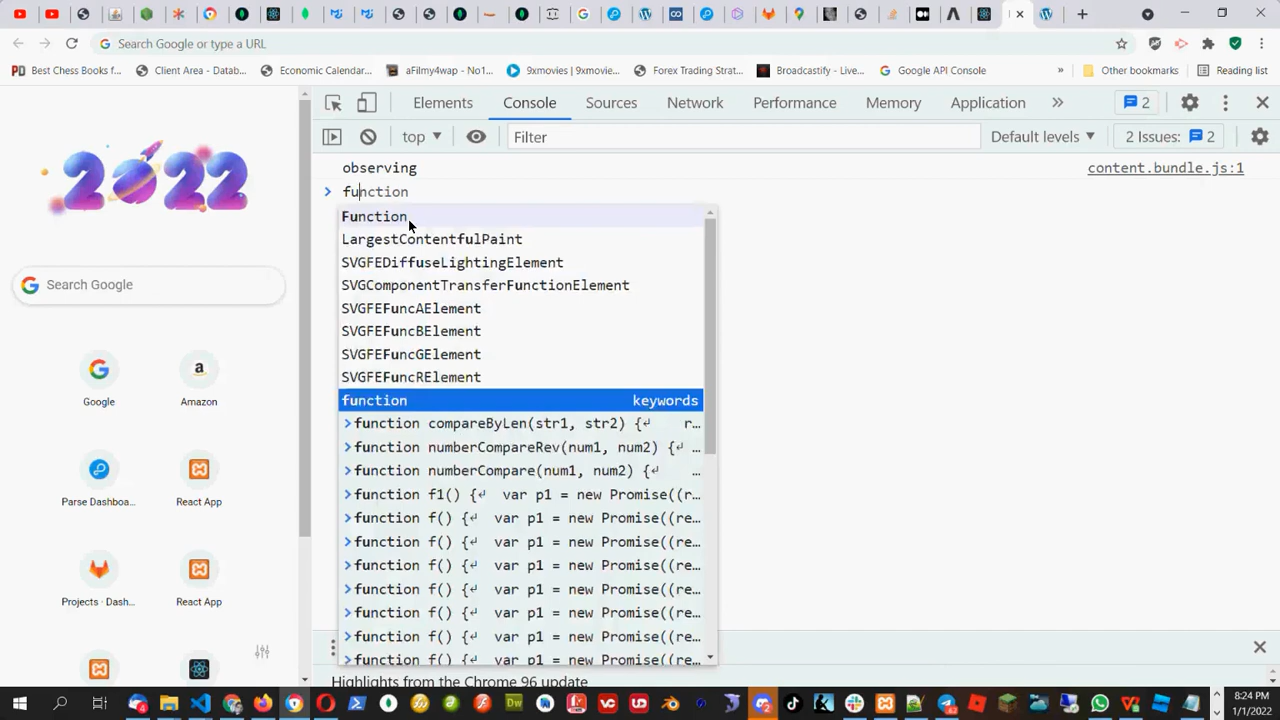 Search Google or type a URL
Best Chess Books f...
Client Area - Datab...
Economic Calendar...
aFilmy4wap - No1...
9xmovies | 9xmovie...
Forex Trading Strat...
Broadcastify - Live...
Google API Console
»
Other bookmarks
Reading list
2022
Search Google
Google
Amazon
Parse Dashboa...
React App
Projects · Dash...
React App
Elements
Console
Sources
Network
Performance
Memory
Application
»
2
top
Filter
Default levels
2 Issues:
2
observing
content.bundle.js:1
> function
Function
LargestContentfulPaint
SVGFEDiffuseLightingElement
SVGComponentTransferFunctionElement
SVGFEFuncAElement
SVGFEFuncBElement
SVGFEFuncGElement
SVGFEFuncRElement
function keywords
>function compareByLen(str1, str2) {↵ r...
>function numberCompareRev(num1, num2) {↵ ...
>function numberCompare(num1, num2) {↵ ...
>function f1() {↵ var p1 = new Promise((r...
>function f() {↵ var p1 = new Promise((re...
>function f() {↵ var p1 = new Promise((re...
>function f() {↵ var p1 = new Promise((re...
>function f() {↵ var p1 = new Promise((re...
>function f() {↵ var p1 = new Promise((re...
>function f() {↵ var p1 = new Promise((re...
>function f() {↵ var p1 = new Promise((re...
Highlights from the Chrome 96 update
8:24 PM
1/1/2022